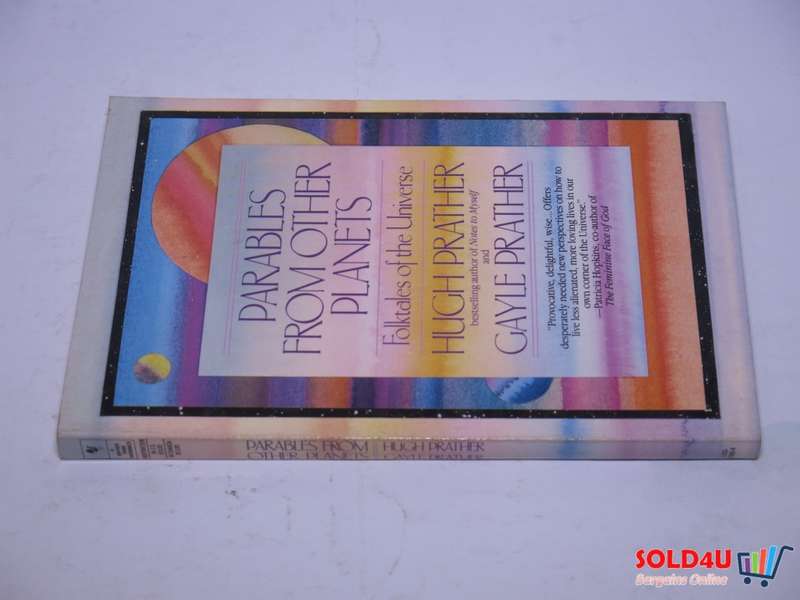 PARABLES
FROM OTHER
PLANETS
Folktales of the Universe
HUGH PRATHER
bestselling author of Notes to Myself
and
GAYLE PRATHER
"Provocative, delightful, wise... Offers
desperately needed new perspectives on how to
live less alienated, more loving lives in our
own corner of the Universe."
—Patricia Hopkins, co-author of
The Feminine Face of God
PARABLES FROM
OTHER PLANETS
HUGH PRATHER
GAYLE PRATHER
SOLD4U
Bargains Online